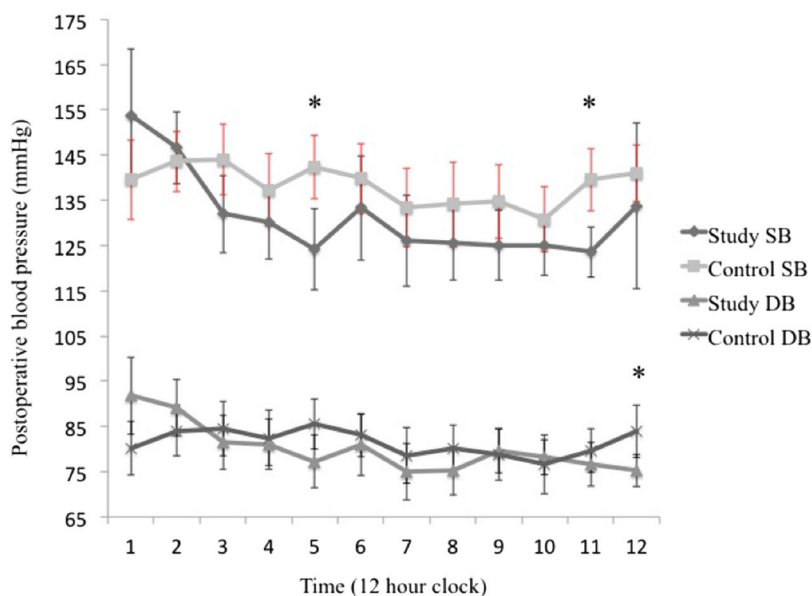 Postoperative blood pressure (mmHg)
175
165
155
145
135
125
115
105
95
85
75
65
*
*
*
1 2 3 4 5 6 7 8 9 10 11 12
Time (12 hour clock)
Study SB
Control SB
Study DB
Control DB